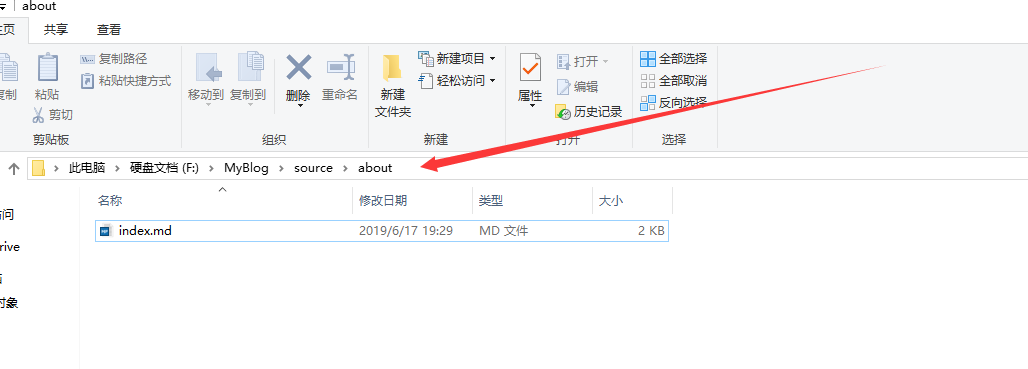 about
主页 共享 查看
复制 粘贴 复制路径 粘贴快捷方式 剪切
剪贴板
移动到 复制到 删除 重命名
组织
新建
文件夹
新建项目
轻松访问
新建
属性
打开
编辑
历史记录
打开
全部选择
全部取消
反向选择
选择
此电脑 硬盘文档 (F:) MyBlog source about
名称 修改日期 类型 大小
index.md 2019/6/17 19:29 MD 文件 2 KB
访问
rive
对象